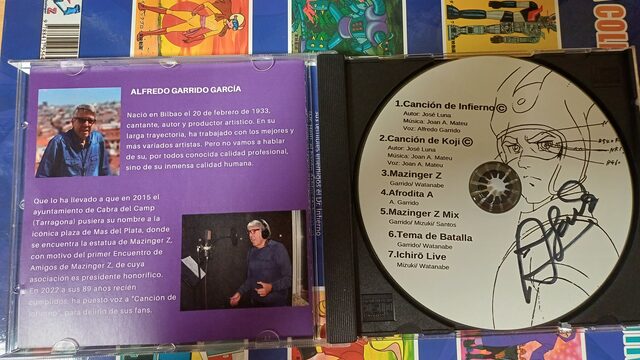 ALFREDO GARRIDO GARCÍA
Nació en Bilbao el 20 de febrero de 1933,
cantante, autor y productor artístico. En su
larga trayectoria, ha trabajado con los mejores y
más variados artistas. Pero no vamos a hablar
de su, por todos conocida calidad profesional,
sino de su inmensa calidad humana.
Que lo ha llevado a que en 2015 el
ayuntamiento de Cabra del Camp
(Tarragona) pusiera su nombre a la
icónica plaza de Mas del Plata, donde
se encuentra la estatua de Mazinger Z,
con motivo del primer Encuentro de
Amigos de Mazinger Z, de cuya
asociación es presidente honorífico.
En 2022 a sus 89 años recién
cumplidos, ha puesto voz a "Canción de
Infierno", para delirio de sus fans.
1.Canción de Infierno ©
Autor: José Luna
Música: Joan A. Mateu
Voz: Alfredo Garrido
2.Canción de Koji ©
Autor: José Luna
Música: Joan A. Mateu
Voz: Joan A. Mateu
3.Mazinger Z
Garrido/ Watanabe
4.Afrodita A
A. Garrido
5.Mazinger Z Mix
Garrido/ Mizuki/ Santos
6.Tema de Batalla
Garrido/ Watanabe
7.Ichirô Live
Mizuki/ Watanabe